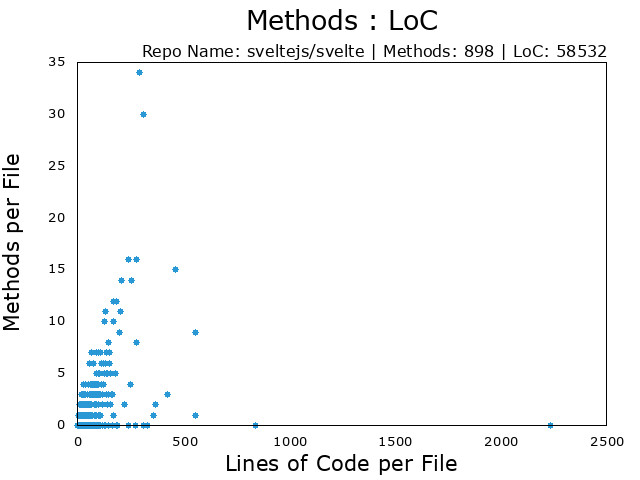 Methods : LoC
Repo Name: sveltejs/svelte | Methods: 898 | LoC: 58532
35
30
25
20
15
10
5
0
Methods per File
0 500 1000 1500 2000 2500
Lines of Code per File